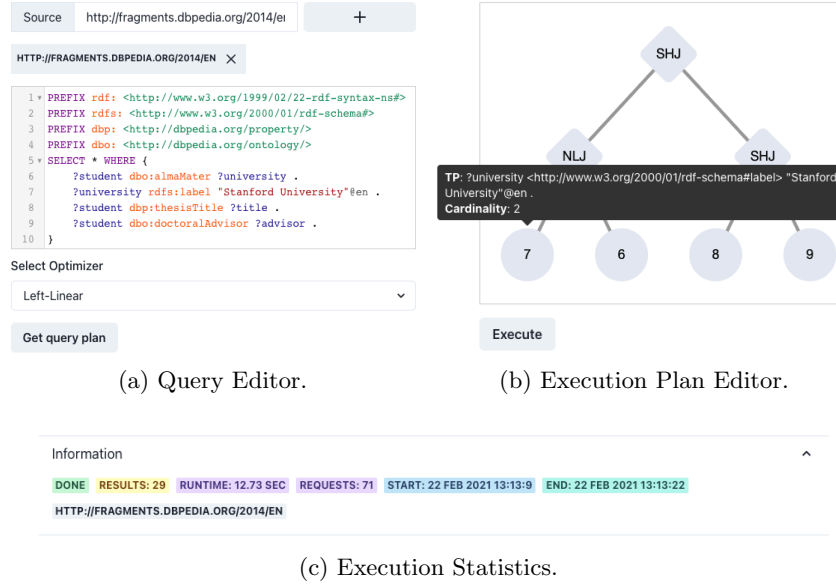 Source
http://fragments.dbpedia.org/2014/en
+
HTTP://FRAGMENTS.DBPEDIA.ORG/2014/EN X
1 PREFIX rdf: <http://www.w3.org/1999/02/22-rdf-syntax-ns#>
2 PREFIX rdfs: <http://www.w3.org/2000/01/rdf-schema#>
3 PREFIX dbp: <http://dbpedia.org/property/>
4 PREFIX dbo: <http://dbpedia.org/ontology/>
5 SELECT * WHERE {
6 ?student dbo:almaMater ?university .
7 ?university rdfs:label "Stanford University"@en .
8 ?student dbp:thesisTitle ?title .
9 ?student dbo:doctoralAdvisor ?advisor .
10 }
Select Optimizer
Left-Linear
Get query plan
(a) Query Editor.
SHJ
NLJ
SHJ
TP: ?university <http://www.w3.org/2000/01/rdf-schema#label> "Stanford
University"@en .
Cardinality: 2
7
6
8
9
Execute
(b) Execution Plan Editor.
Information
DONE RESULTS: 29 RUNTIME: 12.73 SEC REQUESTS: 71 START: 22 FEB 2021 13:13:9 END: 22 FEB 2021 13:13:22
HTTP://FRAGMENTS.DBPEDIA.ORG/2014/EN
(c) Execution Statistics.